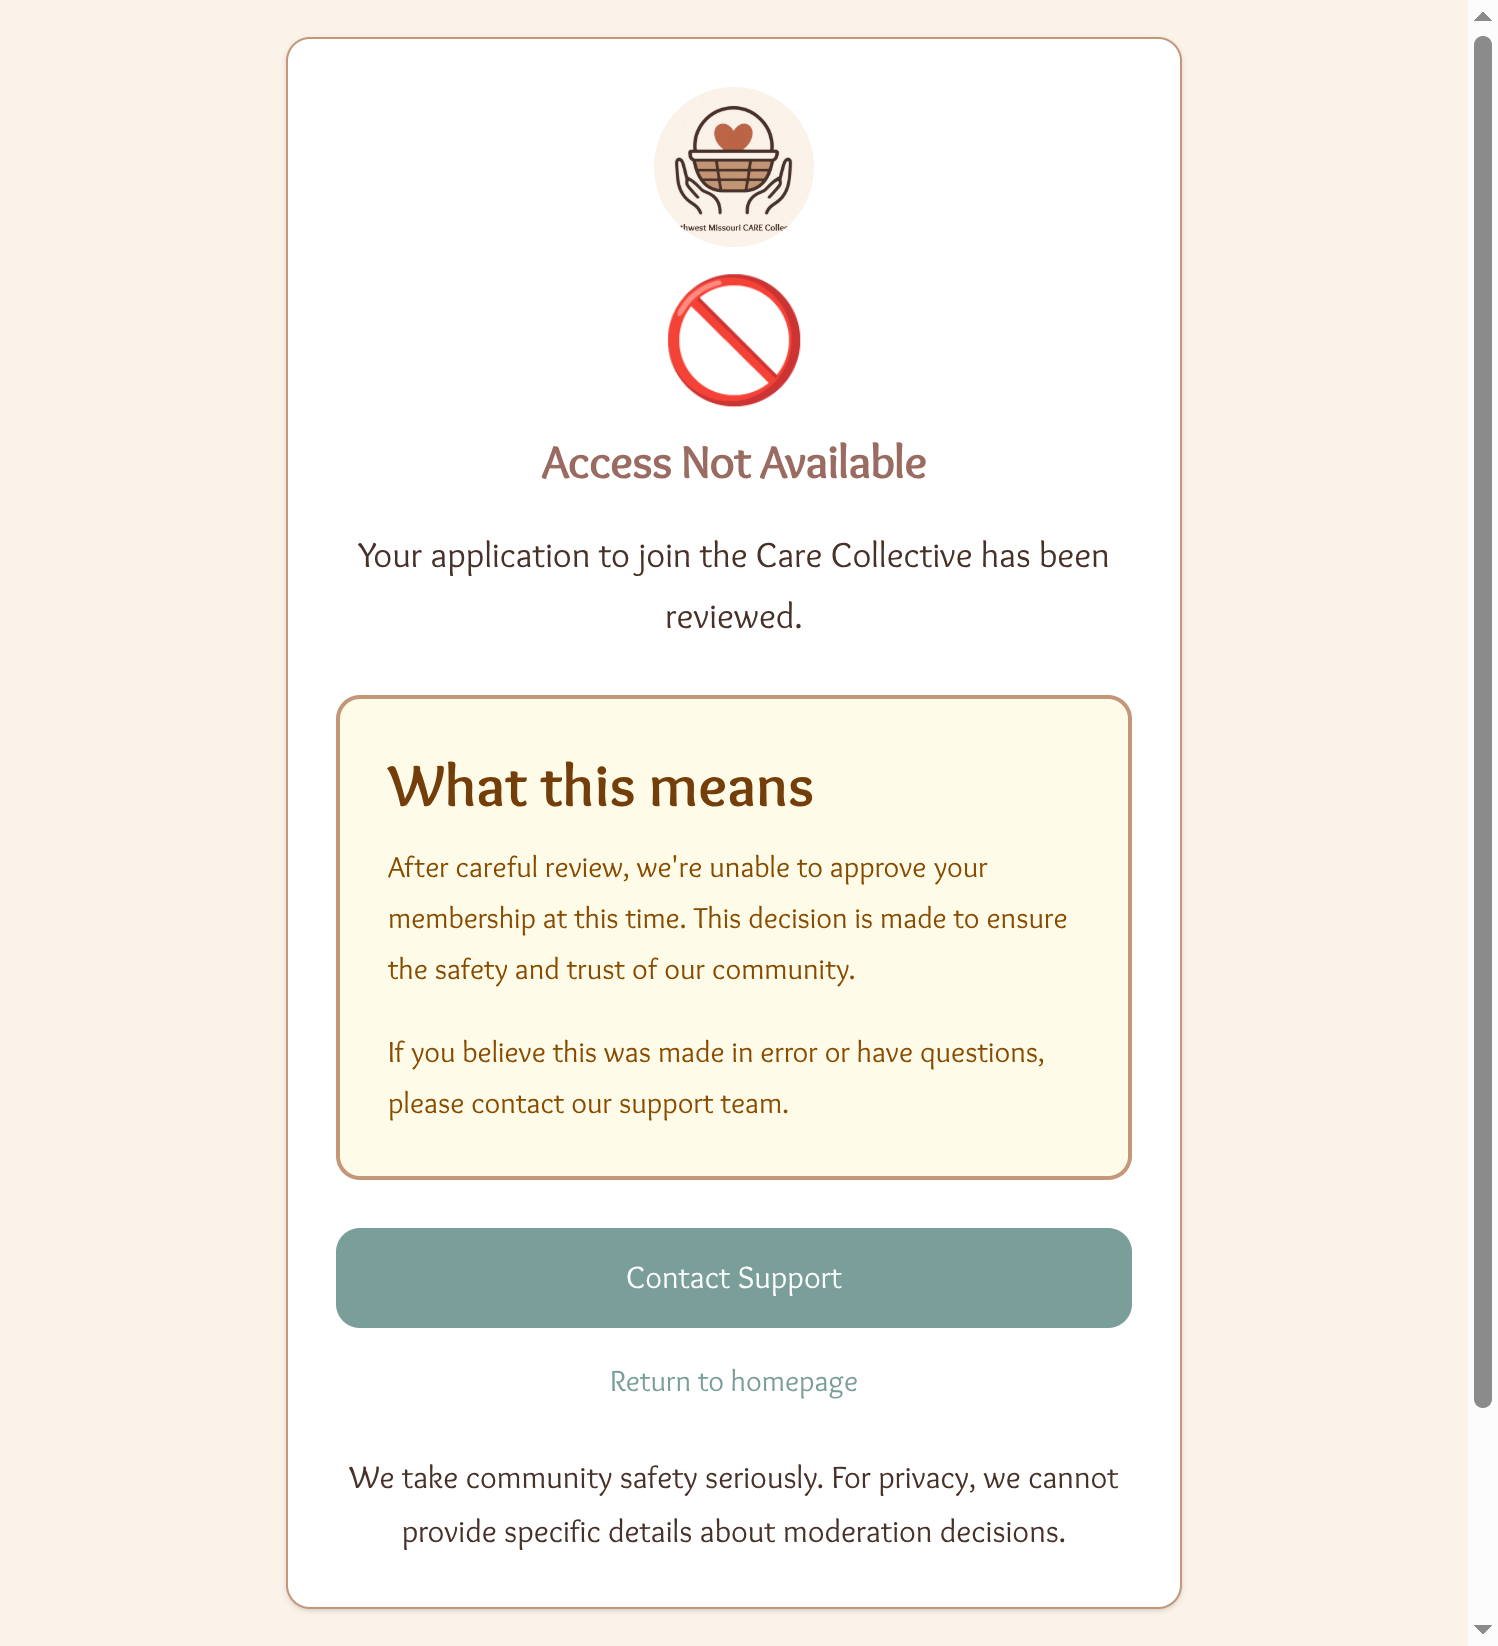 Missouri CARE
Access Not Available
Your application to join the Care Collective has been
reviewed.
What this means
After careful review, we're unable to approve your
membership at this time. This decision is made to ensure
the safety and trust of our community.
If you believe this was made in error or have questions,
please contact our support team.
Contact Support
Return to homepage
We take community safety seriously. For privacy, we cannot
provide specific details about moderation decisions.